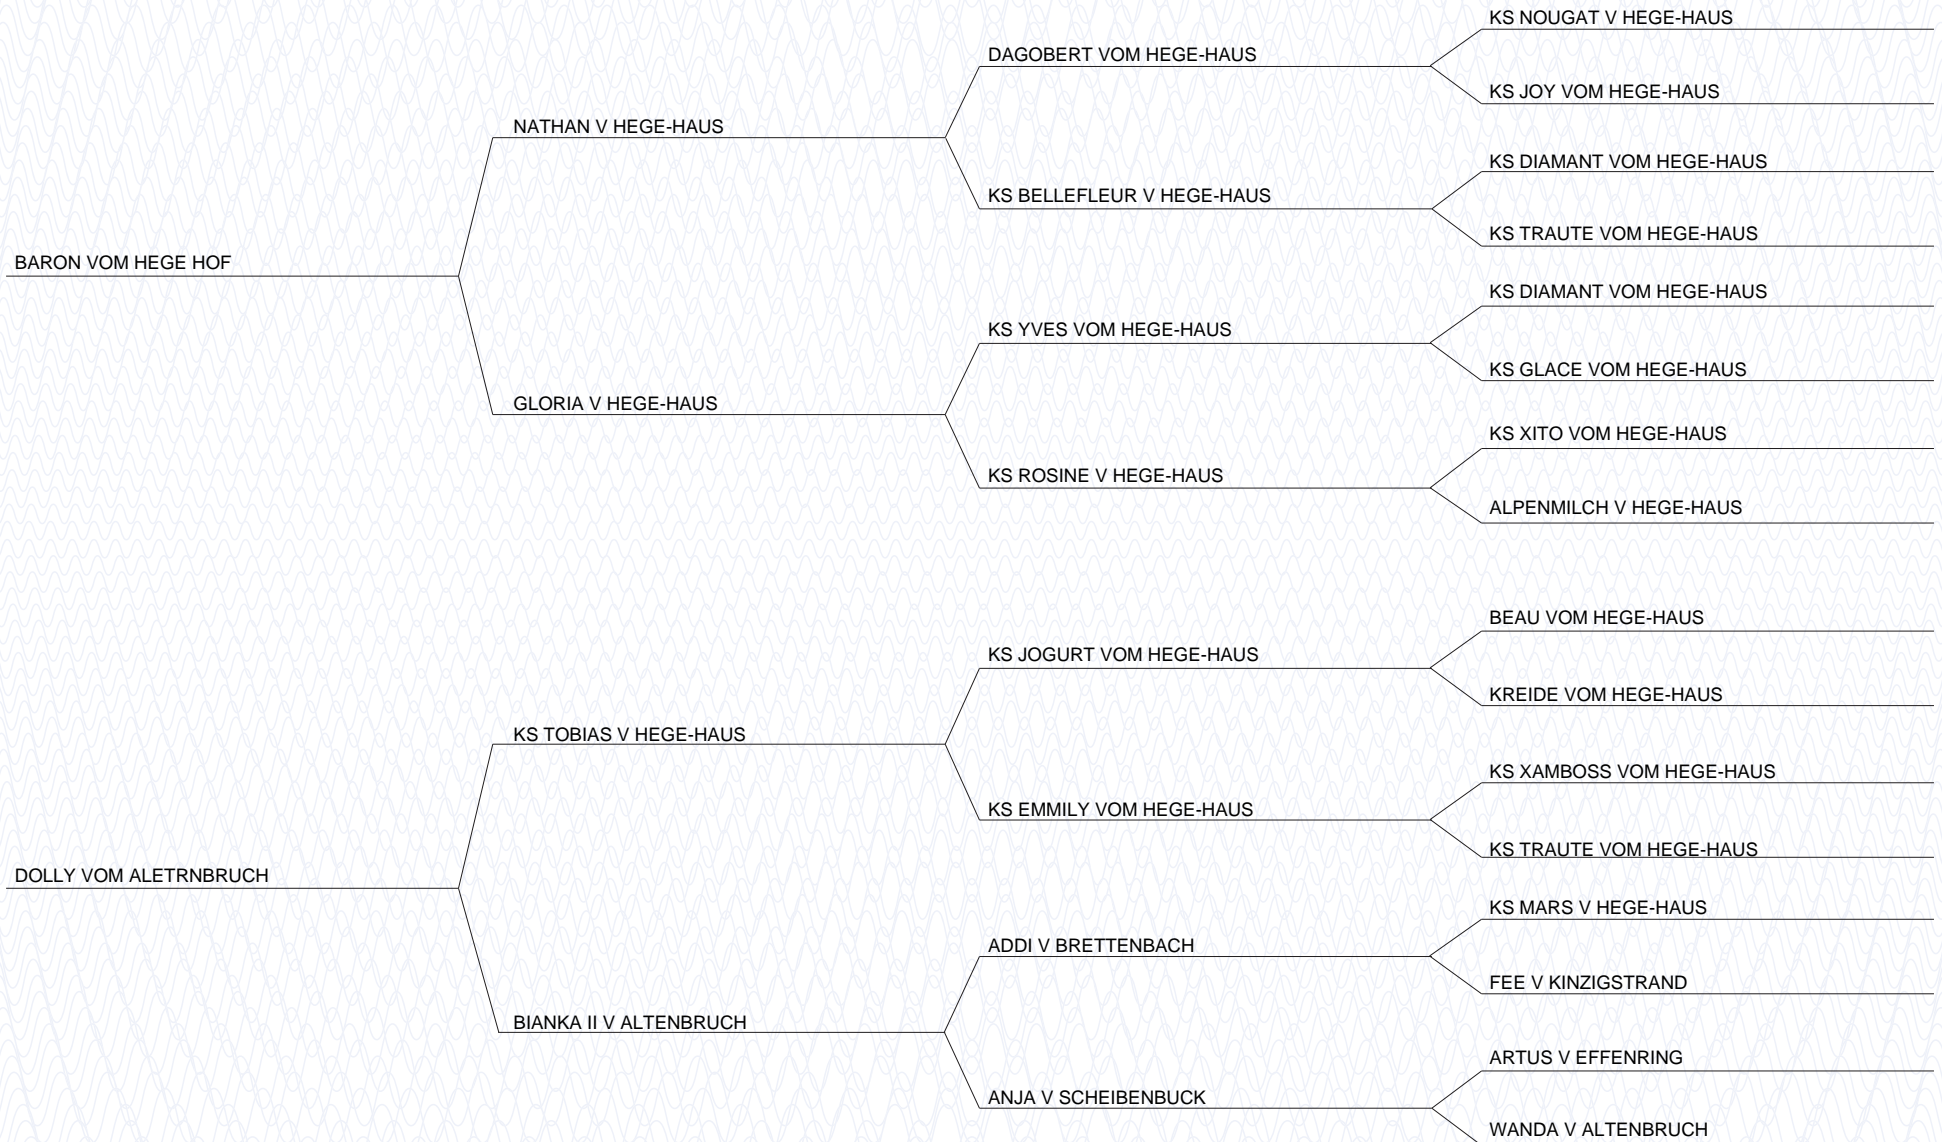 KS NOUGAT V HEGE-HAUS
DAGOBERT VOM HEGE-HAUS
KS JOY VOM HEGE-HAUS
NATHAN V HEGE-HAUS
KS DIAMANT VOM HEGE-HAUS
KS BELLEFLEUR V HEGE-HAUS
KS TRAUTE VOM HEGE-HAUS
BARON VOM HEGE HOF
KS DIAMANT VOM HEGE-HAUS
KS YVES VOM HEGE-HAUS
KS GLACE VOM HEGE-HAUS
GLORIA V HEGE-HAUS
KS XITO VOM HEGE-HAUS
KS ROSINE V HEGE-HAUS
ALPENMILCH V HEGE-HAUS
BEAU VOM HEGE-HAUS
KS JOGURT VOM HEGE-HAUS
KREIDE VOM HEGE-HAUS
KS TOBIAS V HEGE-HAUS
KS XAMBOSS VOM HEGE-HAUS
KS EMMILY VOM HEGE-HAUS
KS TRAUTE VOM HEGE-HAUS
DOLLY VOM ALETRNBRUCH
KS MARS V HEGE-HAUS
ADDI V BRETTENBACH
FEE V KINZIGSTRAND
BIANKA II V ALTENBRUCH
ARTUS V EFFENRING
ANJA V SCHEIBENBUCK
WANDA V ALTENBRUCH